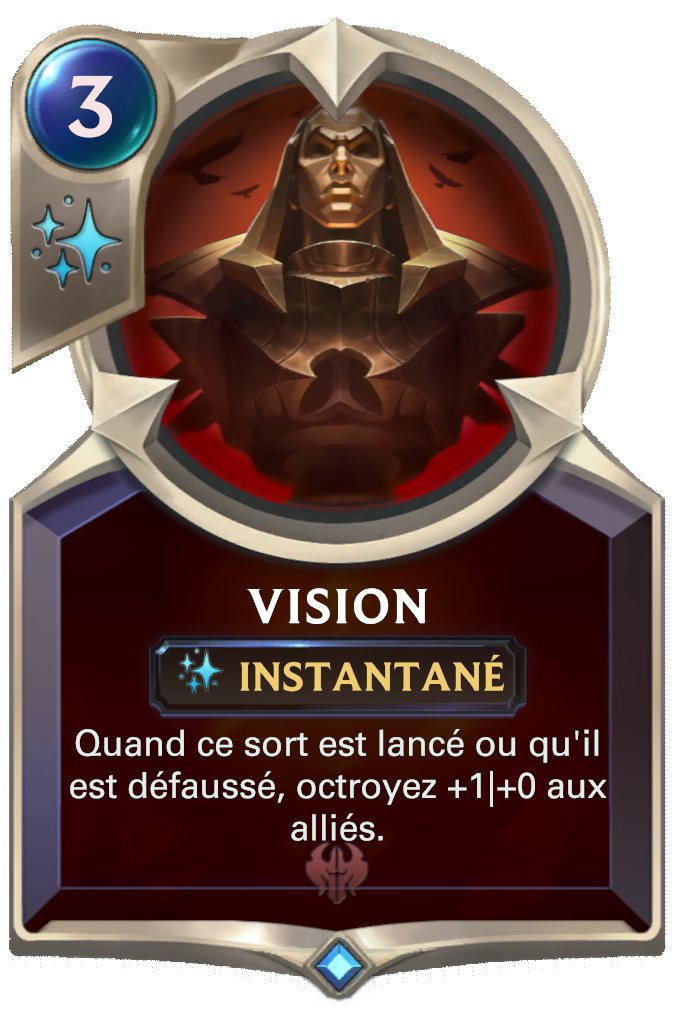 3
VISION
INSTANTANÉ
Quand ce sort est lancé ou qu'il
est défaussé, octroyez +1|+0 aux
alliés.